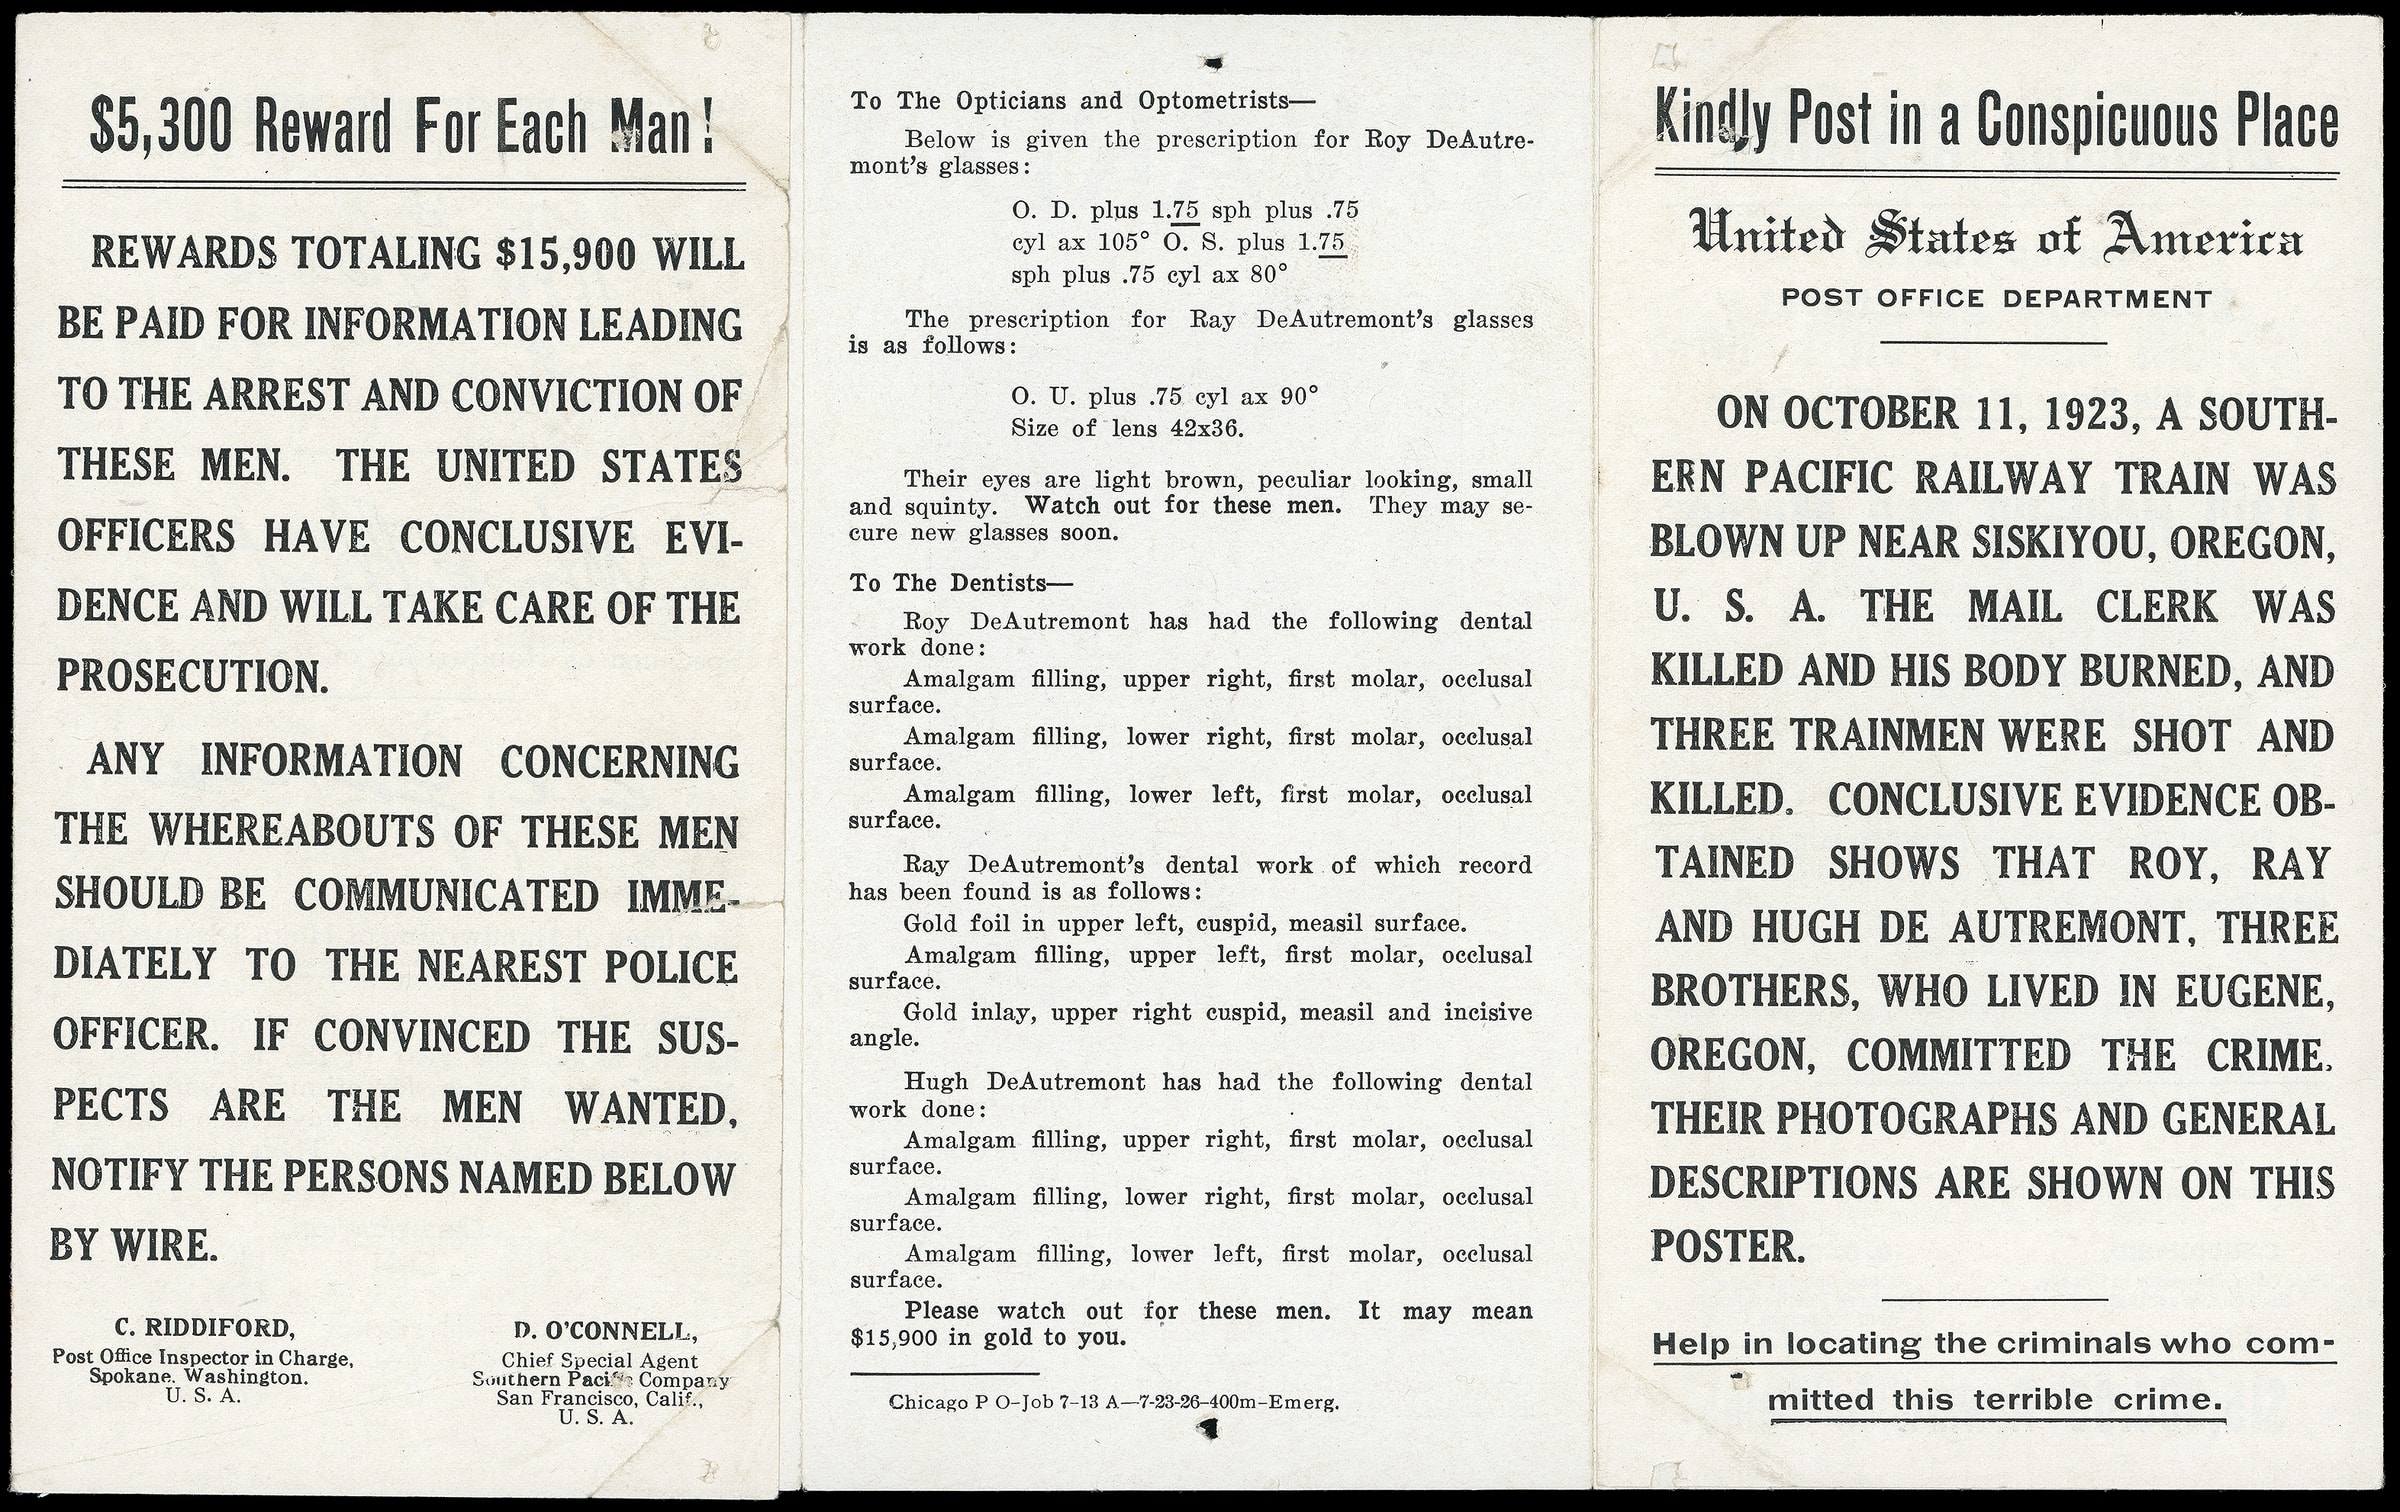 $5,300 Reward For Each Man!
REWARDS TOTALING $15,900 WILL
BE PAID FOR INFORMATION LEADING
TO THE ARREST AND CONVICTION OF
THESE MEN. THE UNITED STATES
OFFICERS HAVE CONCLUSIVE EVI-
DENCE AND WILL TAKE CARE OF THE
PROSECUTION.
ANY INFORMATION CONCERNING
THE WHEREABOUTS OF THESE MEN
SHOULD BE COMMUNICATED IMME-
DIATELY TO THE NEAREST POLICE
OFFICER. IF CONVINCED THE SUS-
PECTS ARE THE MEN WANTED,
NOTIFY THE PERSONS NAMED BELOW
BY WIRE.
C. RIDDIFORD,
Post Office Inspector in Charge,
Spokane. Washington.
U. S. A.
D. O'CONNELL,
Chief Special Agent
Southern Pacific Company
San Francisco, Calif.,
U. S. A.
To The Opticians and Optometrists—
Below is given the prescription for Roy DeAutre-
mont's glasses:
O. D. plus 1.75 sph plus .75
cyl ax 105° O. S. plus 1.75
sph plus .75 cyl ax 80°
The prescription for Ray DeAutremont's glasses
is as follows:
O. U. plus .75 cyl ax 90°
Size of lens 42x36.
Their eyes are light brown, peculiar looking, small
and squinty. Watch out for these men. They may se-
cure new glasses soon.
To The Dentists—
Roy DeAutremont has had the following dental
work done:
Amalgam filling, upper right, first molar, occlusal
surface.
Amalgam filling, lower right, first molar, occlusal
surface.
Amalgam filling, lower left, first molar, occlusal
surface.
Ray DeAutremont's dental work of which record
has been found is as follows:
Gold foil in upper left, cuspid, measil surface.
Amalgam filling, upper left, first molar, occlusal
surface.
Gold inlay, upper right cuspid, measil and incisive
angle.
Hugh DeAutremont has had the following dental
work done:
Amalgam filling, upper right, first molar, occlusal
surface.
Amalgam filling, lower right, first molar, occlusal
surface.
Amalgam filling, lower left, first molar, occlusal
surface.
Please watch out for these men. It may mean
$15,900 in gold to you.
Chicago P O-Job 7-13 A—7-23-26-400m-Emerg.
Kindly Post in a Conspicuous Place
United States of America
POST OFFICE DEPARTMENT
ON OCTOBER 11, 1923, A SOUTH-
ERN PACIFIC RAILWAY TRAIN WAS
BLOWN UP NEAR SISKIYOU, OREGON,
U. S. A. THE MAIL CLERK WAS
KILLED AND HIS BODY BURNED, AND
THREE TRAINMEN WERE SHOT AND
KILLED. CONCLUSIVE EVIDENCE OB-
TAINED SHOWS THAT ROY, RAY
AND HUGH DE AUTREMONT, THREE
BROTHERS, WHO LIVED IN EUGENE,
OREGON, COMMITTED THE CRIME.
THEIR PHOTOGRAPHS AND GENERAL
DESCRIPTIONS ARE SHOWN ON THIS
POSTER.
Help in locating the criminals who com-
mitted this terrible crime.